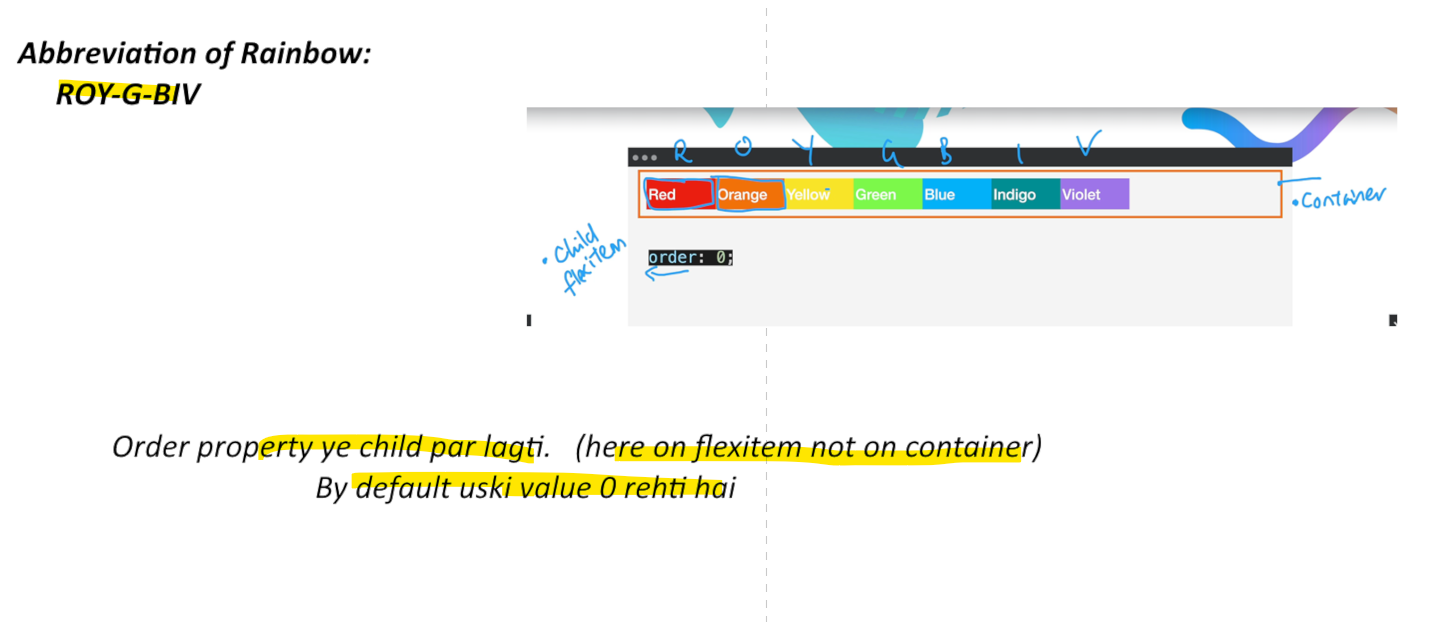 Abbreviation of Rainbow:
ROY-G-BIV
R O Y G B I V
Red Orange Yellow Green Blue Indigo Violet
• Container
• Child
flexitem
order: 0;
Order property ye child par lagti. (here on flexitem not on container)
By default uski value 0 rehti hai